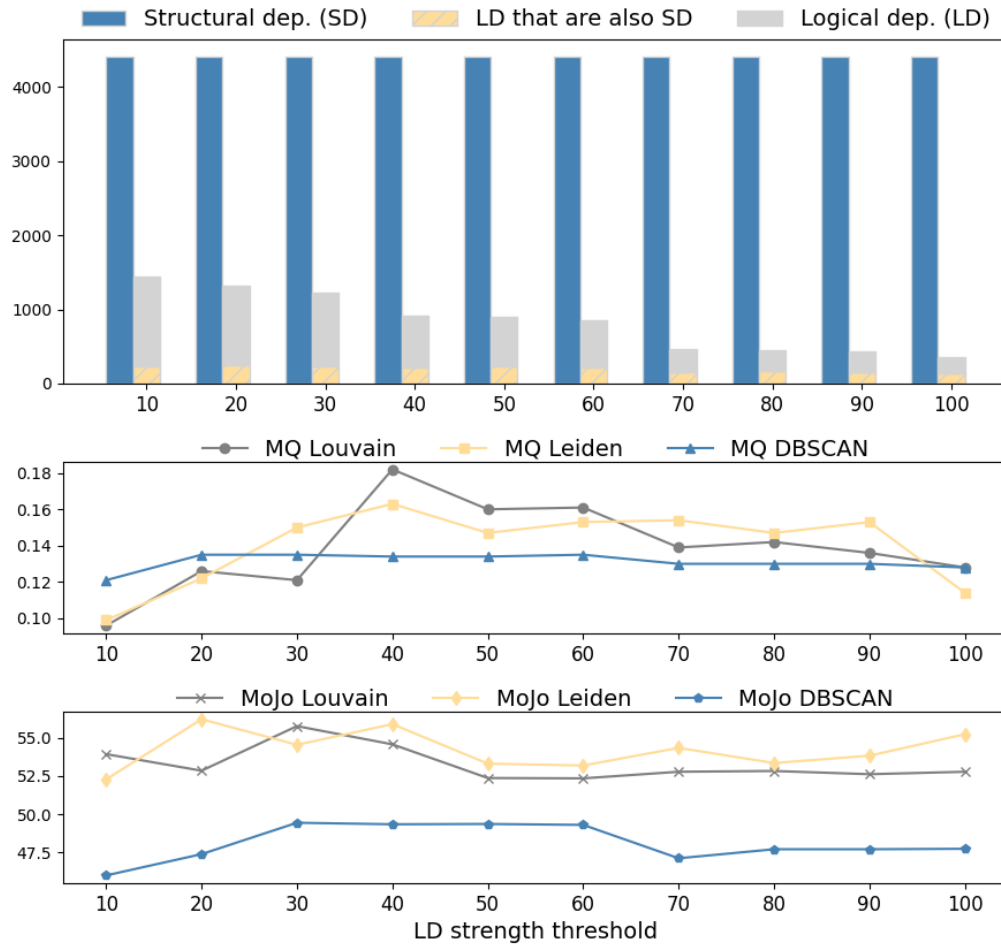 Structural dep. (SD) LD that are also SD Logical dep. (LD)
4000
3000
2000
1000
0
10 20 30 40 50 60 70 80 90 100
MQ Louvain MQ Leiden MQ DBSCAN
0.18
0.16
0.14
0.12
0.10
10 20 30 40 50 60 70 80 90 100
MoJo Louvain MoJo Leiden MoJo DBSCAN
55.0
52.5
50.0
47.5
10 20 30 40 50 60 70 80 90 100
LD strength threshold